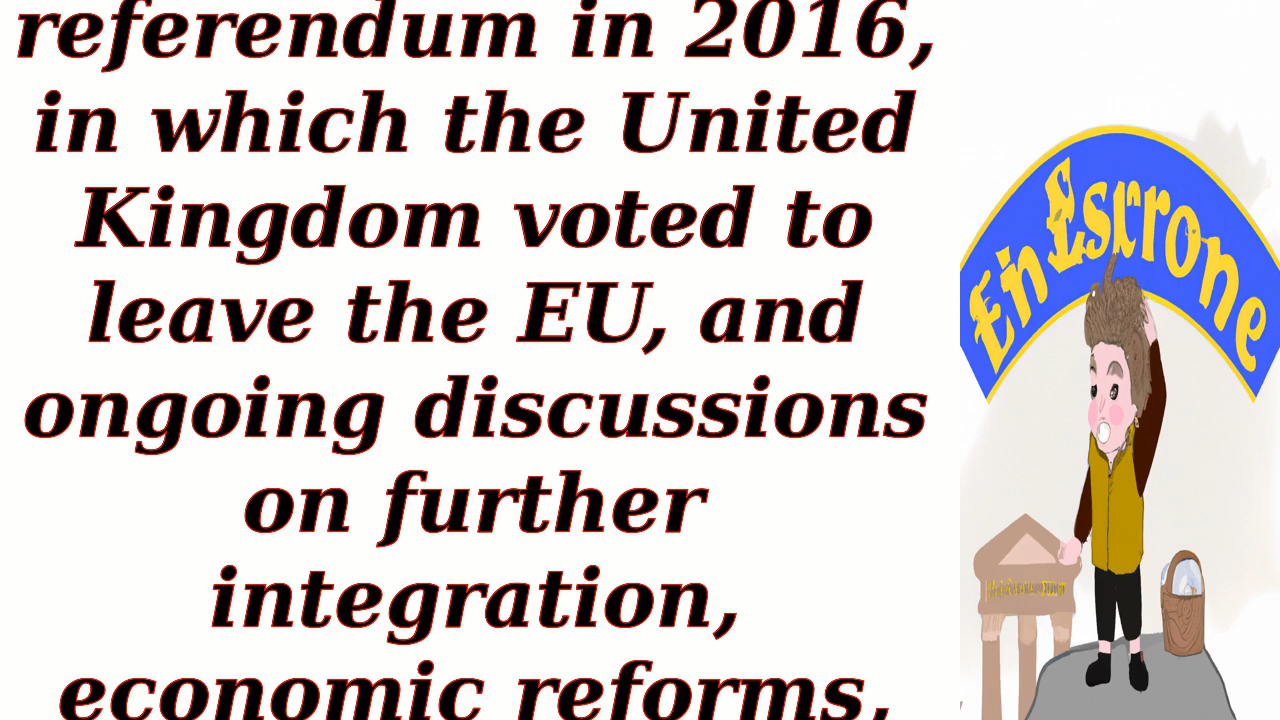 referendum in 2016,
in which the United
Kingdom voted to
leave the EU, and
ongoing discussions
on further
integration,
economic reforms,
En Escrone